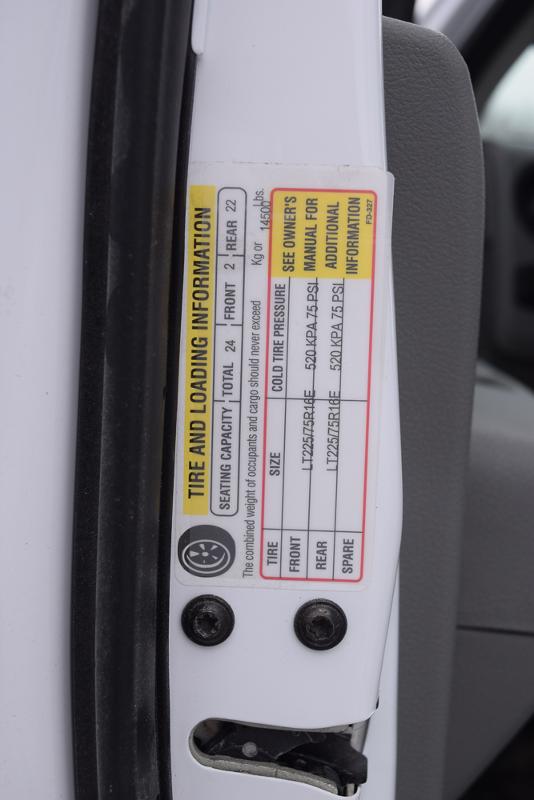 TIRE AND LOADING INFORMATION
SEATING CAPACITY TOTAL 24 FRONT 2 REAR 22
The combined weight of occupants and cargo should never exceed Kg or 14500 Lbs.
TIRE SIZE COLD TIRE PRESSURE SEE OWNER'S
FRONT LT225/75R16E 520 KPA 75 PSI MANUAL FOR
REAR LT225/75R16E 520 KPA 75 PSI ADDITIONAL
SPARE INFORMATION
FD-327